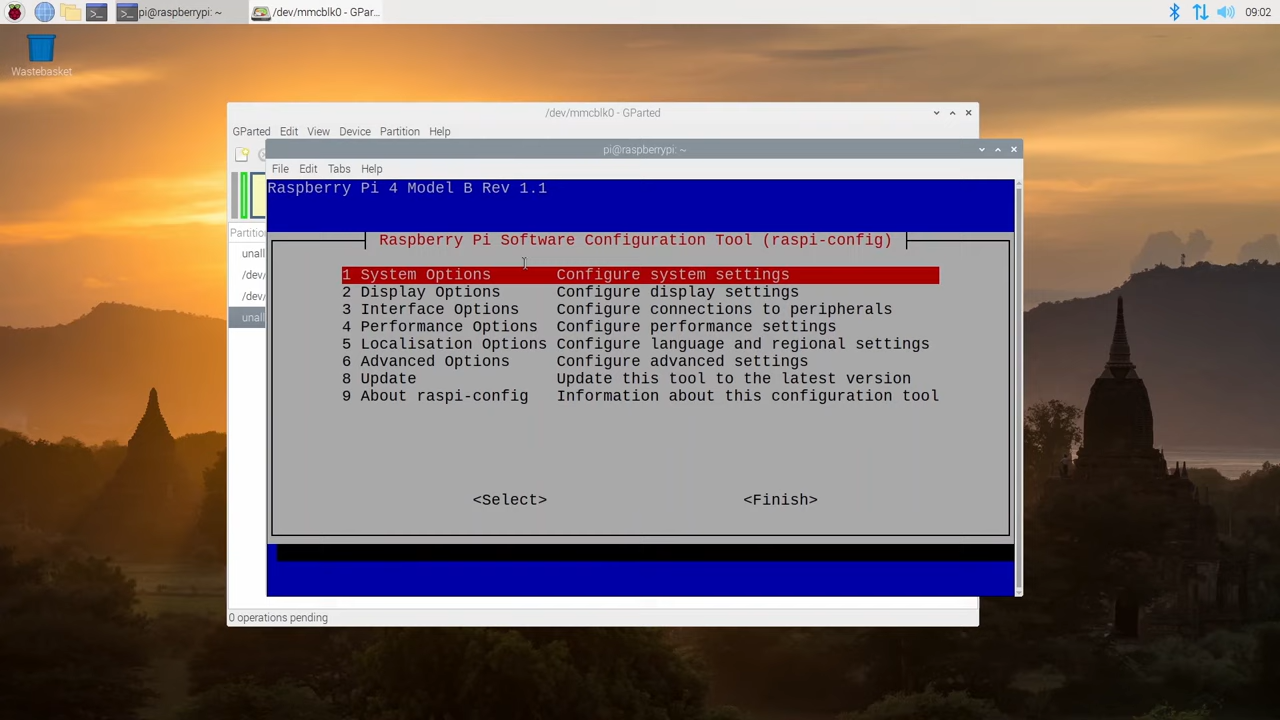 pi@raspberrypi: ~
/dev/mmcblk0 - GPar...
09:02
Wastebasket
/dev/mmcblk0 - GParted
GParted Edit View Device Partition Help
pi@raspberrypi: ~
File Edit Tabs Help
Raspberry Pi 4 Model B Rev 1.1
Raspberry Pi Software Configuration Tool (raspi-config)
1 System Options Configure system settings
2 Display Options Configure display settings
3 Interface Options Configure connections to peripherals
4 Performance Options Configure performance settings
5 Localisation Options Configure language and regional settings
6 Advanced Options Configure advanced settings
8 Update Update this tool to the latest version
9 About raspi-config Information about this configuration tool
<Select> <Finish>
Partitio
unall
/dev/
/dev/
unall
0 operations pending